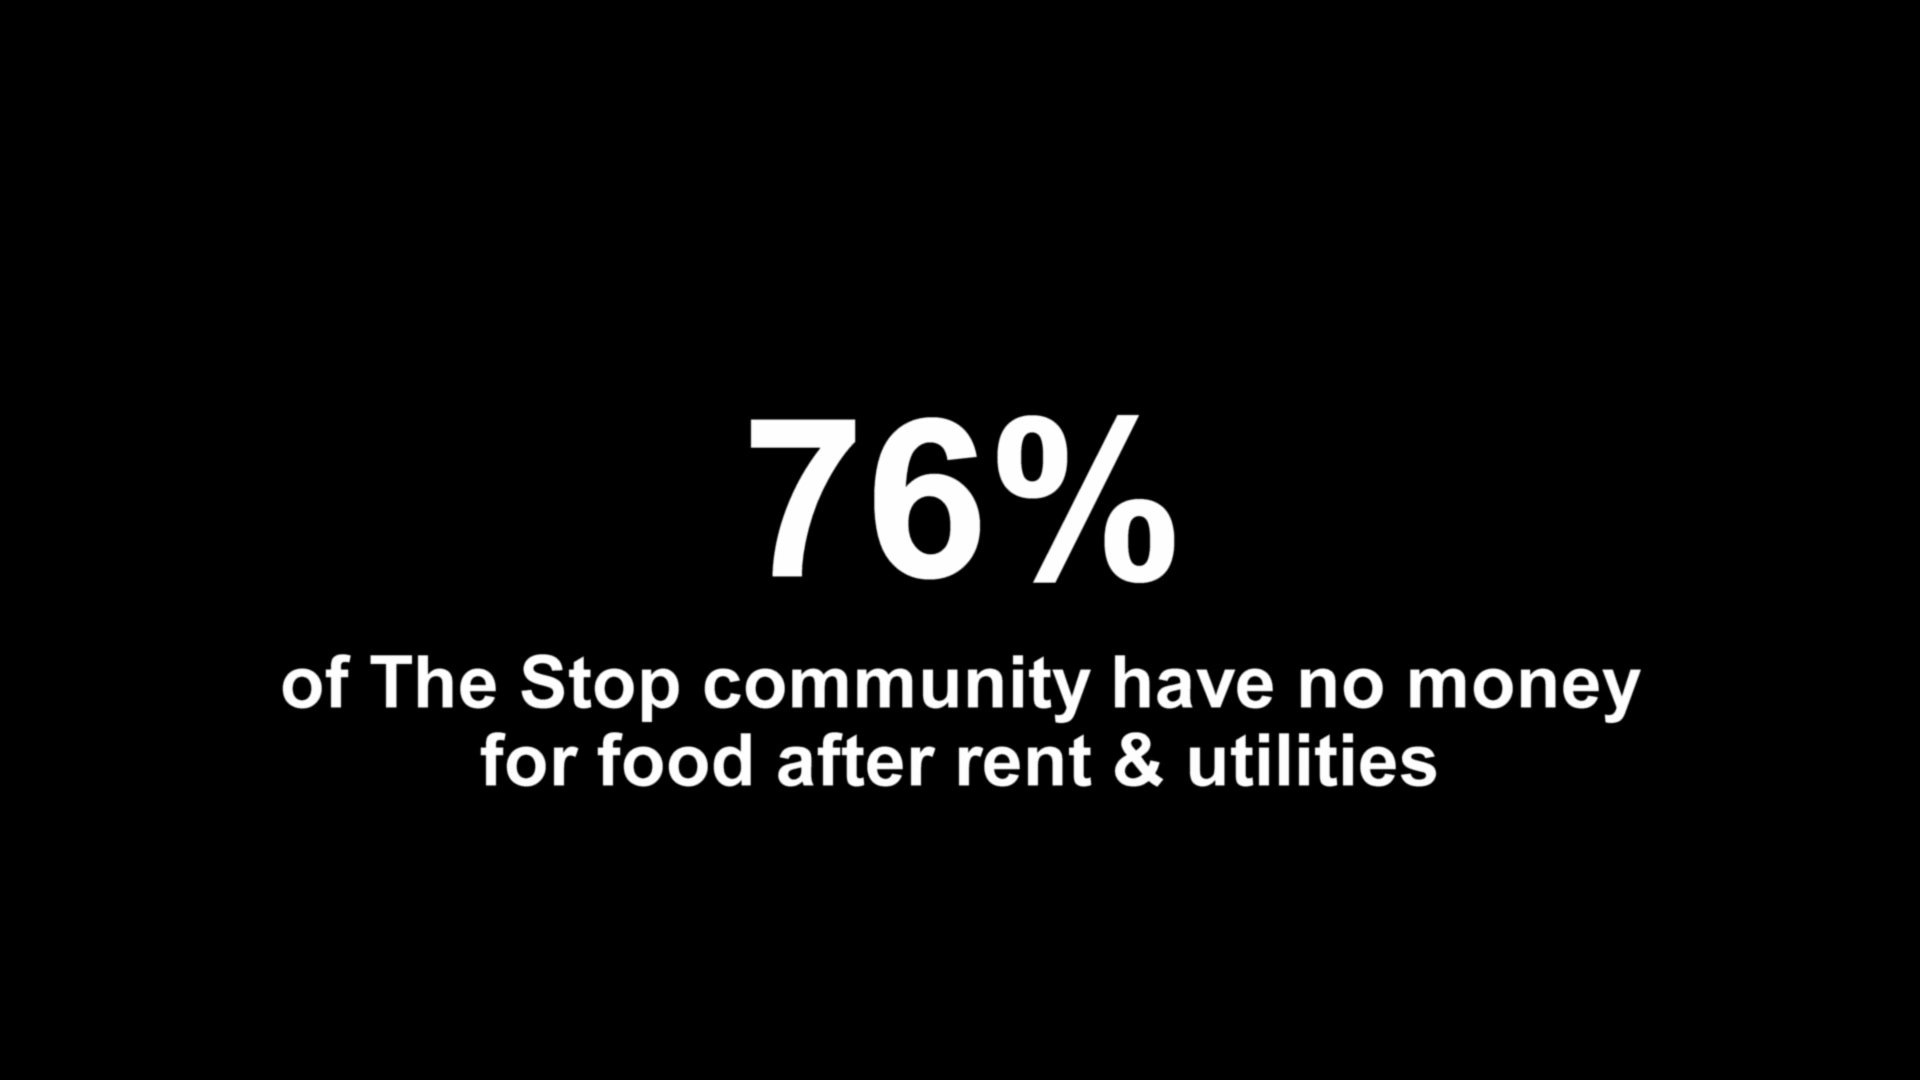 76%
of The Stop community have no money
for food after rent & utilities